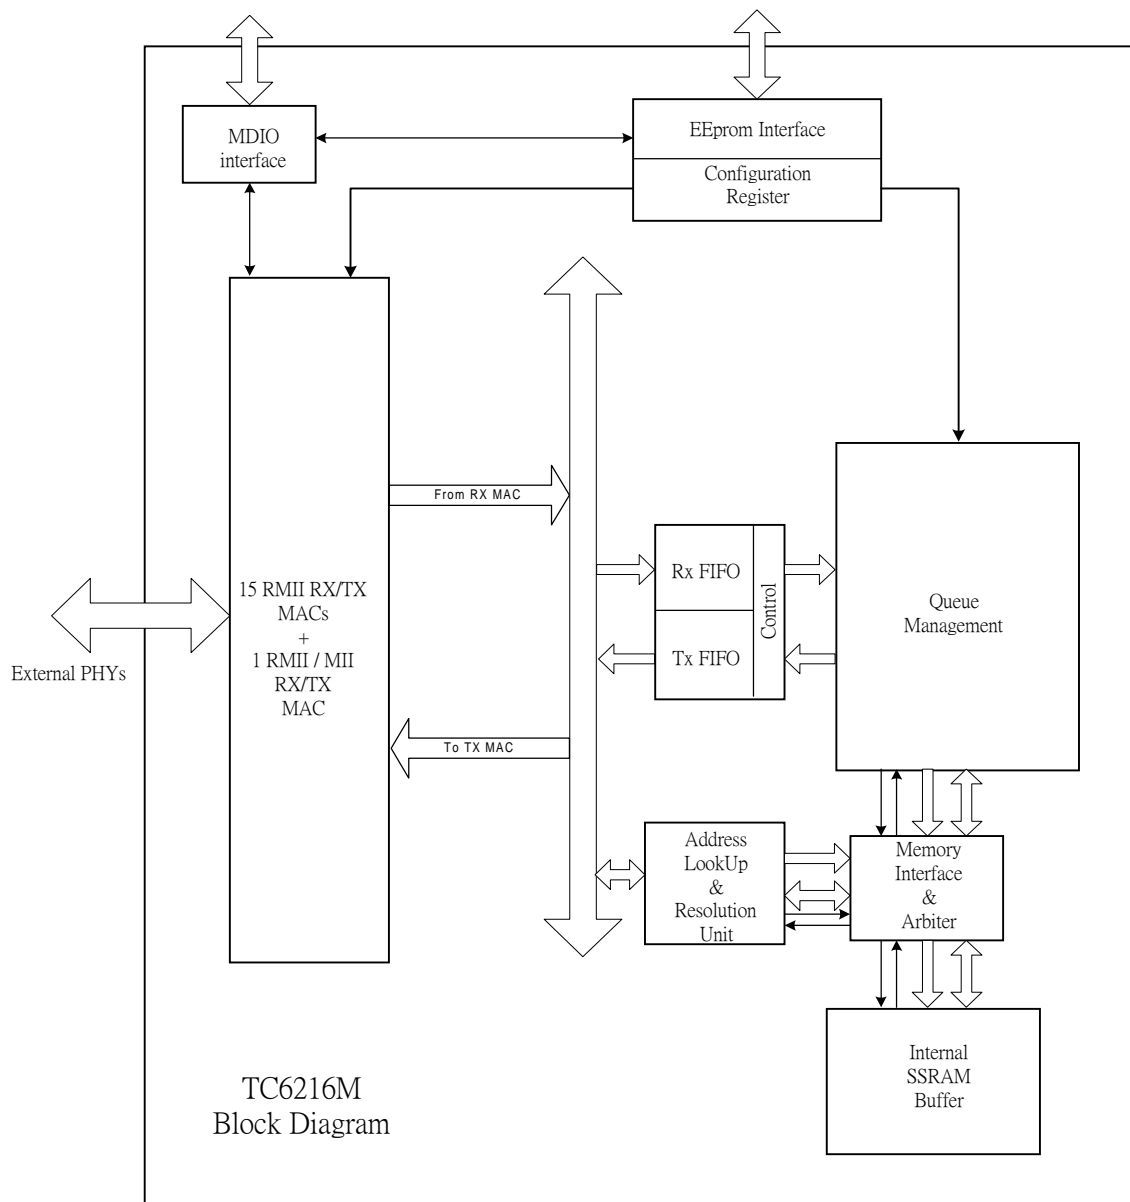 MDIO
interface
EEprom Interface
Configuration
Register
From RX MAC
15 RMII RX/TX
MACs
+
1 RMII / MII
RX/TX
MAC
External PHYs
Rx FIFO
Tx FIFO
Control
Queue
Management
To TX MAC
Address
LookUp
&
Resolution
Unit
Memory
Interface
&
Arbiter
Internal
SSRAM
Buffer
TC6216M
Block Diagram